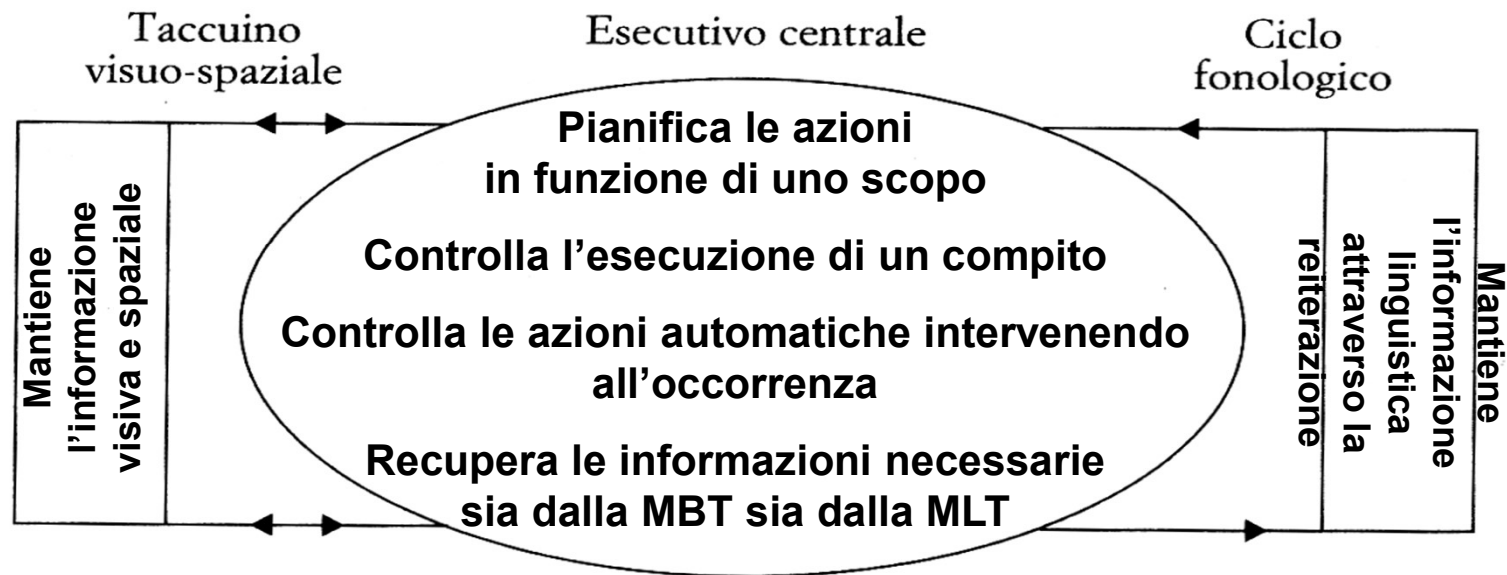 Taccuino
visuo-spaziale
Esecutivo centrale
Ciclo
fonologico
Mantiene
l'informazione
visiva e spaziale
Pianifica le azioni
in funzione di uno scopo
Controlla l'esecuzione di un compito
Controlla le azioni automatiche intervenendo
all'occorrenza
Recupera le informazioni necessarie
sia dalla MBT sia dalla MLT
Mantiene
l'informazione
linguistica
attraverso la
reiterazione